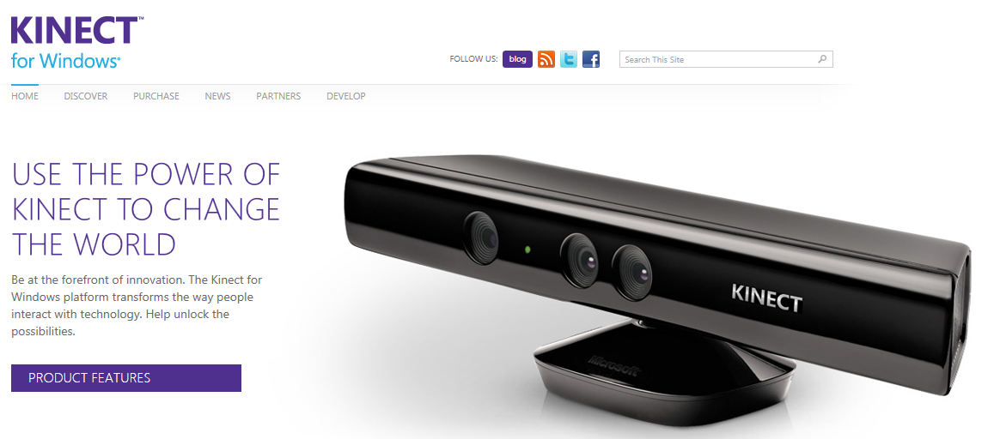 KINECT™
for Windows®
FOLLOW US: blog
Search This Site
HOME DISCOVER PURCHASE NEWS PARTNERS DEVELOP
USE THE POWER OF
KINECT TO CHANGE
THE WORLD
Be at the forefront of innovation. The Kinect for
Windows platform transforms the way people
interact with technology. Help unlock the
possibilities.
PRODUCT FEATURES
KINECT
Microsoft